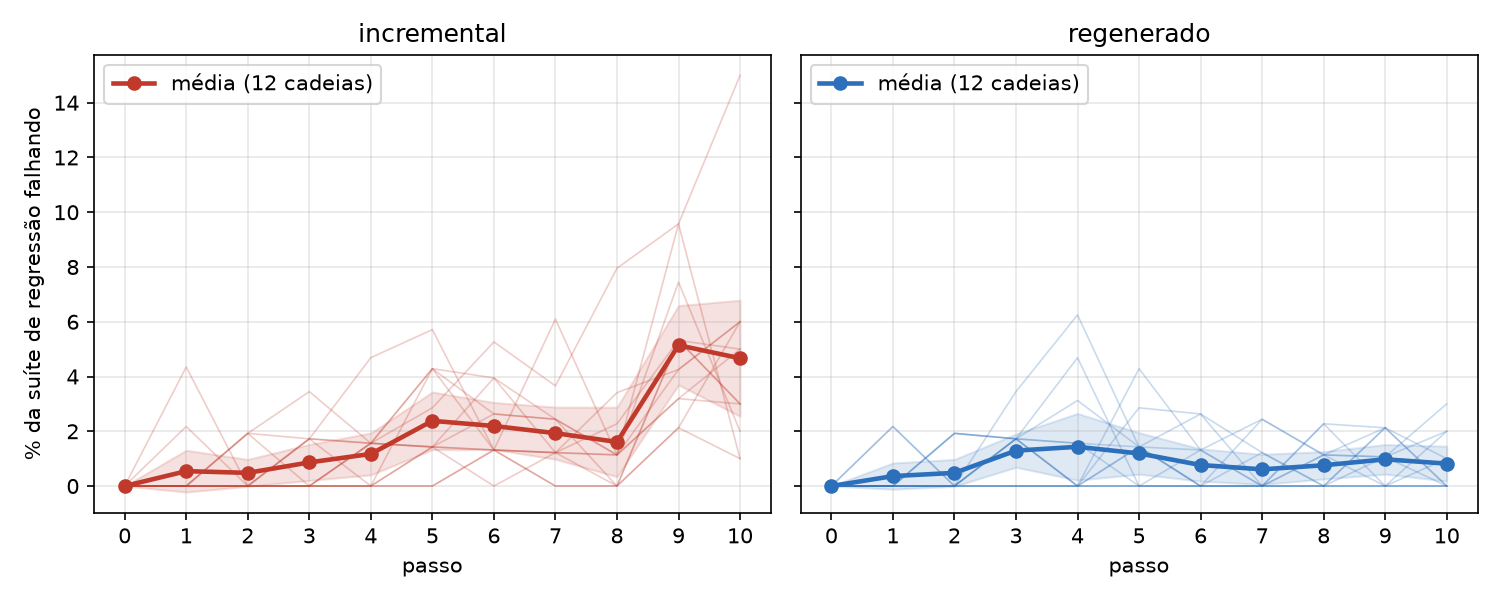 incremental
regenerado
média (12 cadeias)
média (12 cadeias)
% da suíte de regressão falhando
14
12
10
8
6
4
2
0
0 1 2 3 4 5 6 7 8 9 10
0 1 2 3 4 5 6 7 8 9 10
passo
passo